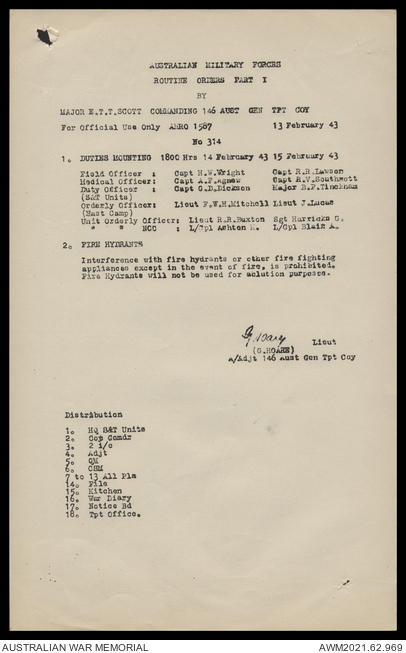 AUSTRALIAN MILITARY FORCES
ROUTINE ORDERS PART I
BY
MAJOR E.T.T.SCOTT COMMANDING 146 AUST GEN TPT COY
For Official Use Only AMRO 1587 13 February 43
No 314
1. DUTIES MOUNTING 1800 Hrs 14 February 43 15 February 43
Field Officer : Capt H.W.Wright Capt R.R.Lawson
Medical Officer: Capt A.F.Agnew Capt R.V.Southwott
Duty Officer : Capt G.D.Dickson Major B.F.Tinckham
(S&T Units)
Orderly Officer: Lieut F.W.H.Mitchell Lieut J.Lucas
(East Camp)
Unit Orderly Officer: Lieut R.R.Buxton Sgt Harricks G.
" " NCO : L/Cpl Ashton K. L/Cpl Blair A.
2. FIRE HYDRANTS
Interference with fire hydrants or other fire fighting
appliances except in the event of fire, is prohibited.
Fire Hydrants will not be used for ablution purposes.
G Hoare Lieut
(G.HOARE)
A/Adjt 146 Aust Gen Tpt Coy
Distribution
1. HQ S&T Units
2. Coy Comdr
3. 2 i/c
4. Adjt
5. QM
6. CSM
7 to 13 All Pls
14. File
15. Kitchen
16. War Diary
17. Notice Bd
18. Tpt Office.
AUSTRALIAN WAR MEMORIAL AWM2021.62.969